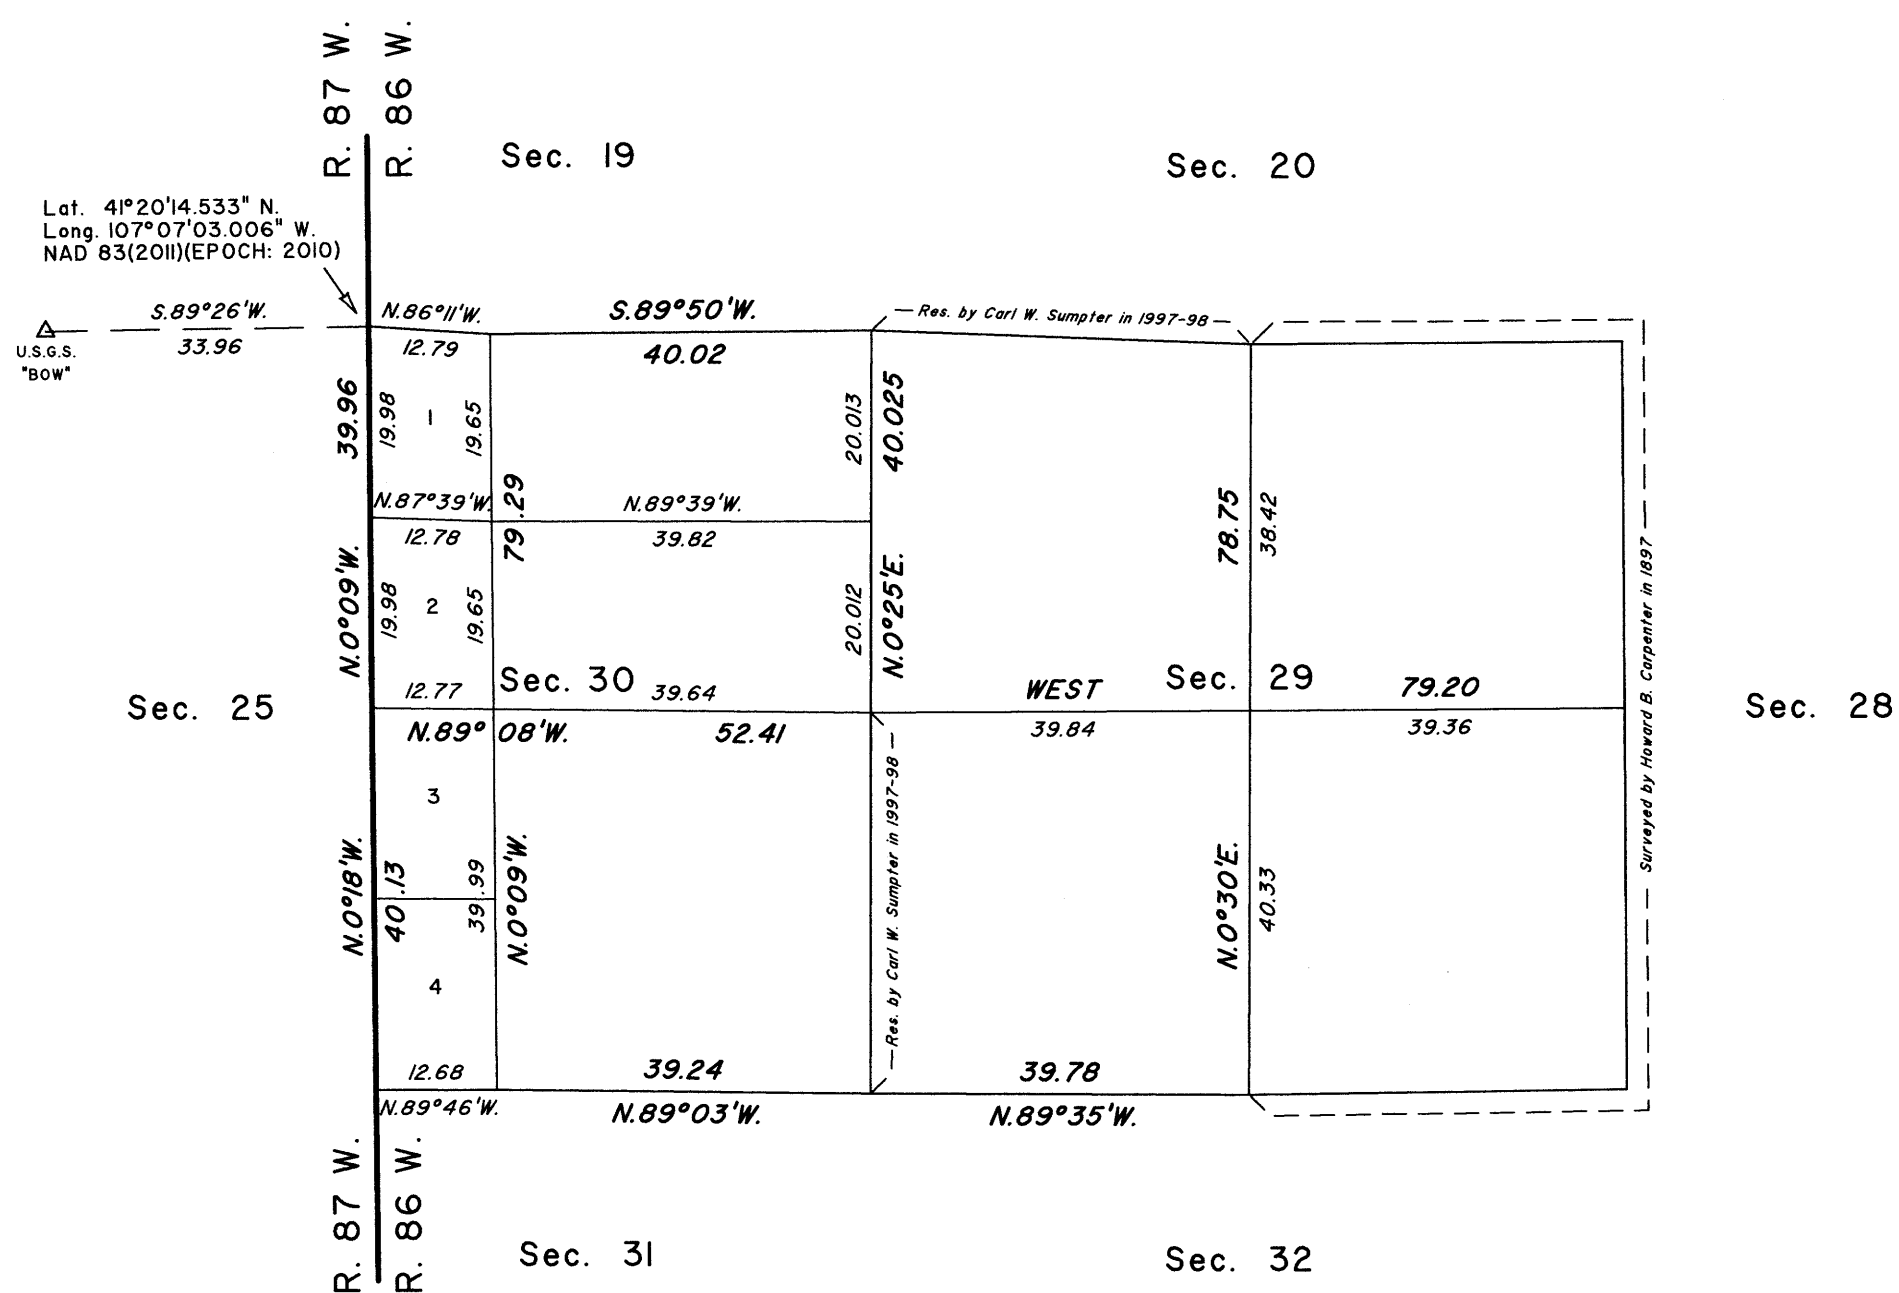 R. 87 W.
R. 86 W.
Sec. 19
Sec. 20
Lat. 41°20'14.533" N.
Long. 107°07'03.006" W.
NAD 83(2011)(EPOCH: 2010)
S.89°26'W.
33.96
U.S.G.S.
"BOW"
N.86°11'W.
12.79
S.89°50'W.
40.02
Res. by Carl W. Sumpter in 1997-98
39.96
19.98
1
19.65
20.013
40.025
79.29
N.87°39'W.
12.78
N.89°39'W.
39.82
78.75
38.42
N.0°09'W.
19.98
2
19.65
20.012
N.0°25'E.
Surveyed by Howard B. Carpenter in 1897
Sec. 25
12.77
Sec. 30
39.64
WEST
Sec. 29
79.20
Sec. 28
N.89°08'W.
52.41
39.84
39.36
3
Res. by Carl W. Sumpter in 1997-98
N.0°18'W.
40.13
39.99
N.0°09'W.
N.0°30'E.
40.33
4
12.68
39.24
39.78
N.89°46'W.
N.89°03'W.
N.89°35'W.
R. 87 W.
R. 86 W.
Sec. 31
Sec. 32